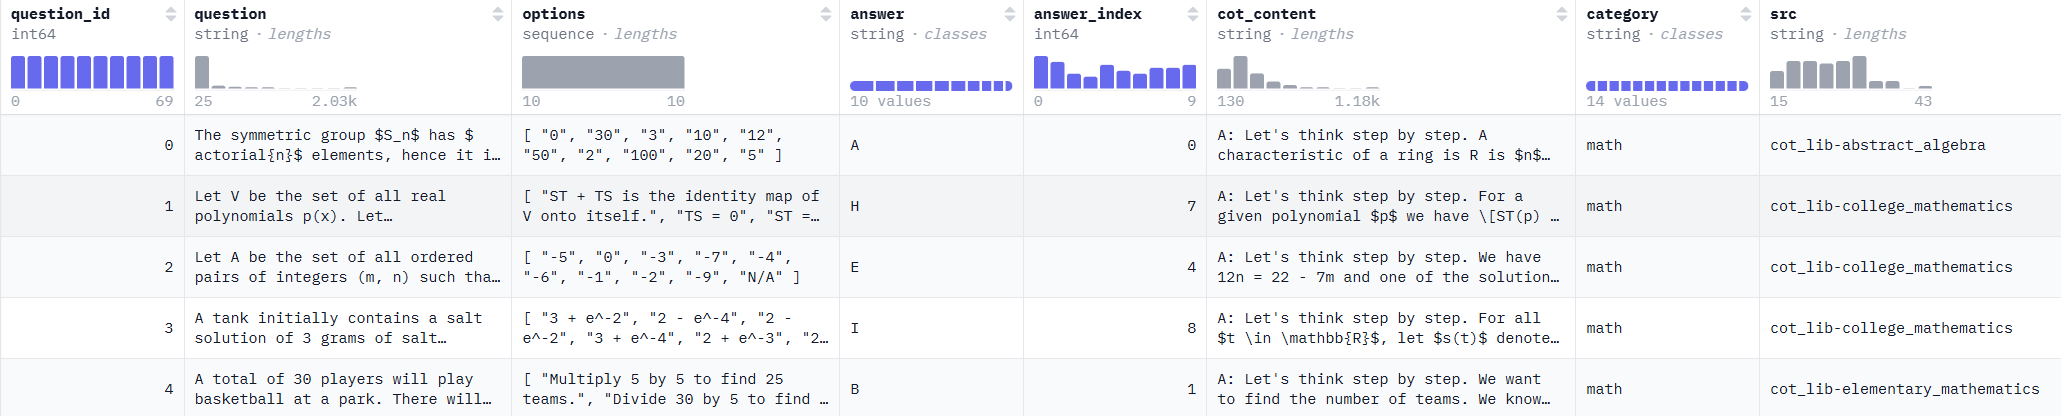 question_id question options answer answer_index cot_content category src
int64 string · lengths sequence · lengths string · classes int64 string · lengths string · classes string · lengths
0 69 25 2.03k 10 10 10 values 0 9 130 1.18k 14 values 15 43
0 The symmetric group $S_n$ has $ [ "0", "30", "3", "10", "12", A 0 A: Let's think step by step. A math cot_lib-abstract_algebra
actorial{n}$ elements, hence it i… "50", "2", "100", "20", "5" ] characteristic of a ring is R is $n$…
1 Let V be the set of all real [ "ST + TS is the identity map of H 7 A: Let's think step by step. For a math cot_lib-college_mathematics
polynomials p(x). Let… V onto itself.", "TS = 0", "ST =… given polynomial $p$ we have \[ST(p) …
2 Let A be the set of all ordered [ "-5", "0", "-3", "-7", "-4", E 4 A: Let's think step by step. We have math cot_lib-college_mathematics
pairs of integers (m, n) such tha… "-6", "-1", "-2", "-9", "N/A" ] 12n = 22 - 7m and one of the solution…
3 A tank initially contains a salt [ "3 + e^-2", "2 - e^-4", "2 - I 8 A: Let's think step by step. For all math cot_lib-college_mathematics
solution of 3 grams of salt… e^-2", "3 + e^-4", "2 + e^-3", "2… $t \in \mathbb{R}$, let $s(t)$ denote…
4 A total of 30 players will play [ "Multiply 5 by 5 to find 25 B 1 A: Let's think step by step. We want math cot_lib-elementary_mathematics
basketball at a park. There will… teams.", "Divide 30 by 5 to find … to find the number of teams. We know…